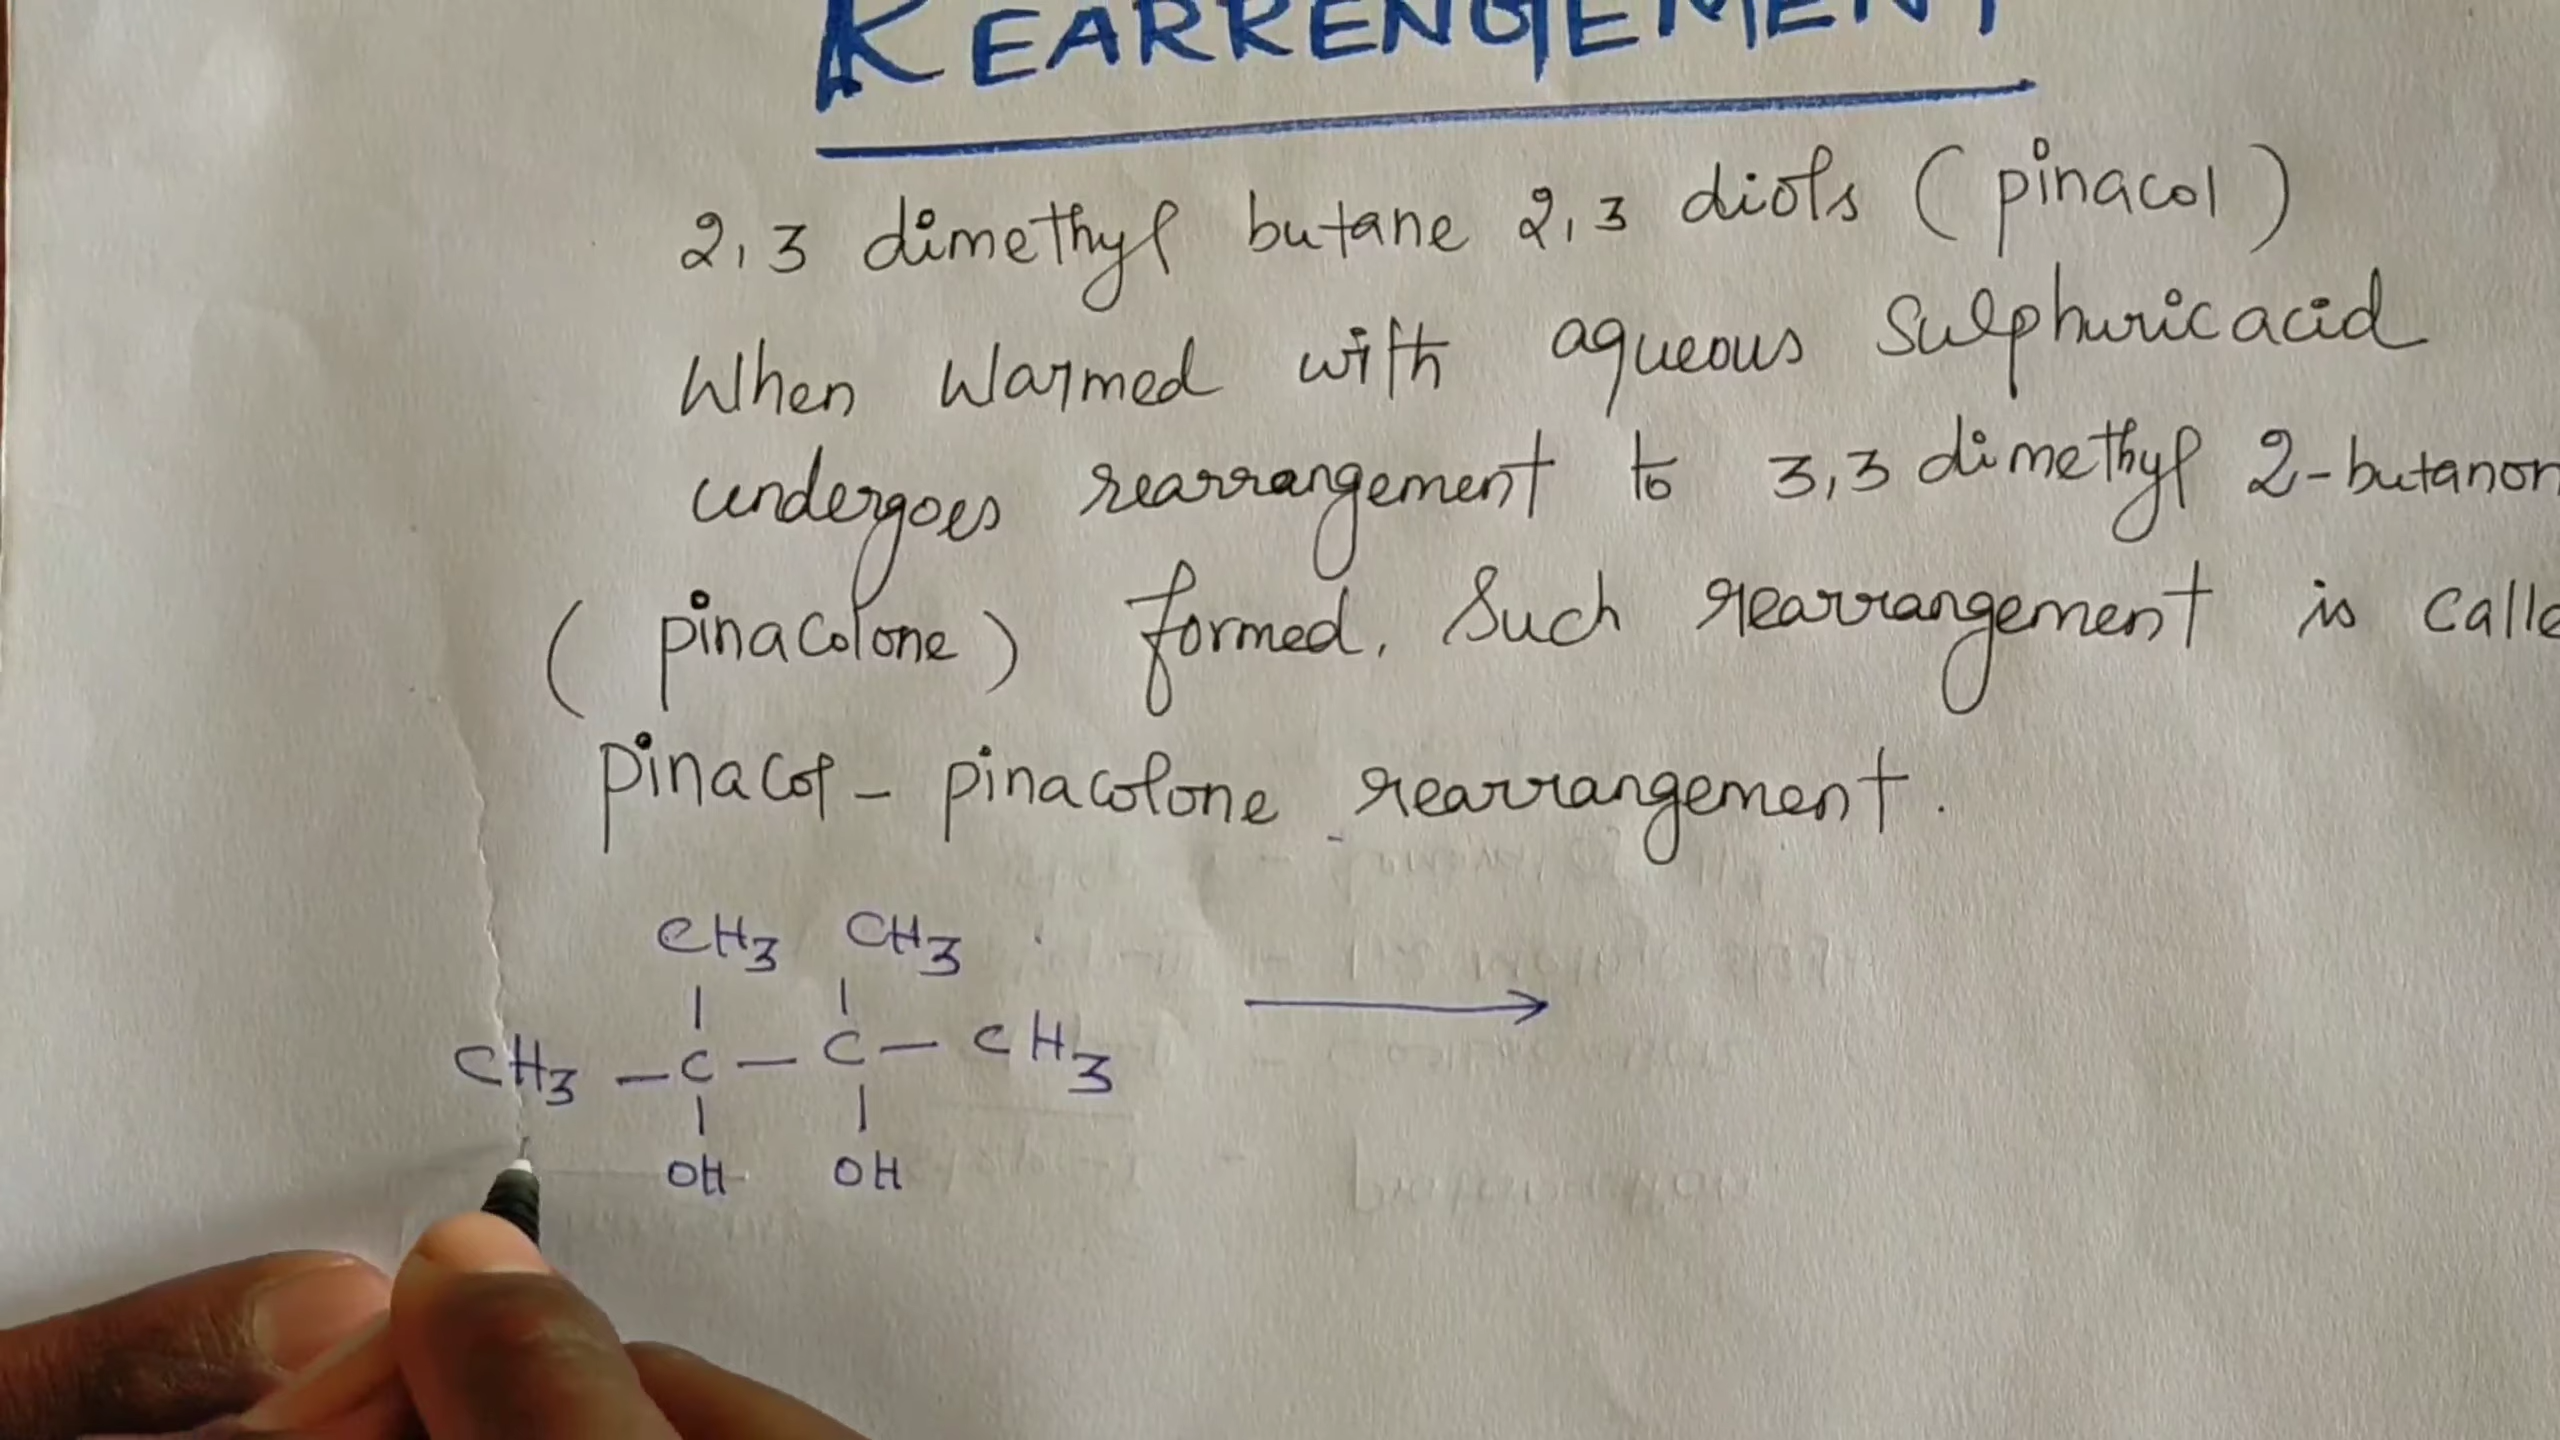 REARRENGEMENT
2,3 dimethyl butane 2,3 diols (pinacol)
When Warmed with aqueous Sulphuric acid
undergoes rearrangement to 3,3 dimethyl 2-butanon
(pinacolone) formed. Such rearrangement is calle
pinacol - pinacolone rearrangement.
CH3 CH3
CH3 - C - C - CH3
OH OH